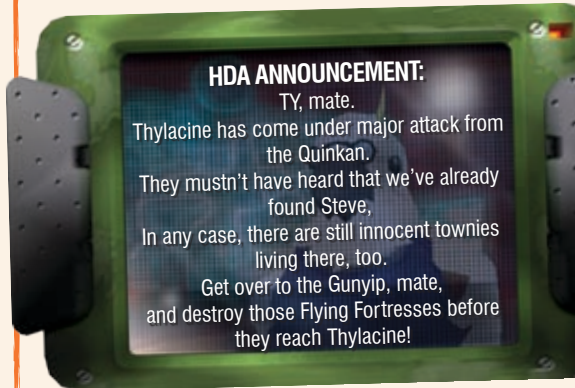 HDA ANNOUNCEMENT:
TY, mate.
Thylacine has come under major attack from
the Quinkan.
They mustn't have heard that we've already
found Steve,
In any case, there are still innocent townies
living there, too.
Get over to the Gunyip, mate,
and destroy those Flying Fortresses before
they reach Thylacine!